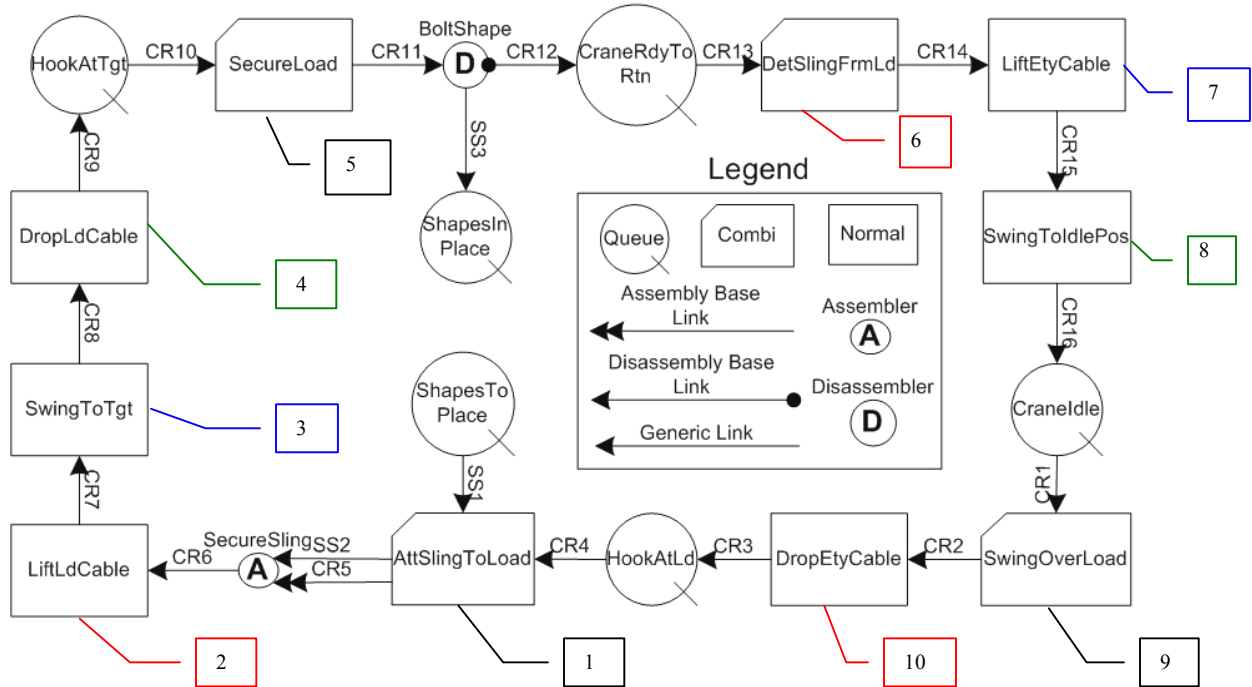 HookAtTgt
CR10
SecureLoad
CR11
BoltShape
D
CR12
CraneRdyTo
Rtn
CR13
DetSlingFrmLd
CR14
LiftEtyCable
7
6
5
CR9
SS3
CR15
DropLdCable
4
ShapesIn
Place
Legend
Queue
Combi
Normal
Assembly Base
Link
Assembler
A
Disassembly Base
Link
Disassembler
D
Generic Link
SwingToIdlePos
8
CR8
CR16
SwingToTgt
3
ShapesTo
Place
CraneIdle
CR7
SS1
CR1
LiftLdCable
CR6
SecureSling
A
SS2
CR5
AttSlingToLoad
CR4
HookAtLd
CR3
DropEtyCable
CR2
SwingOverLoad
2
1
10
9